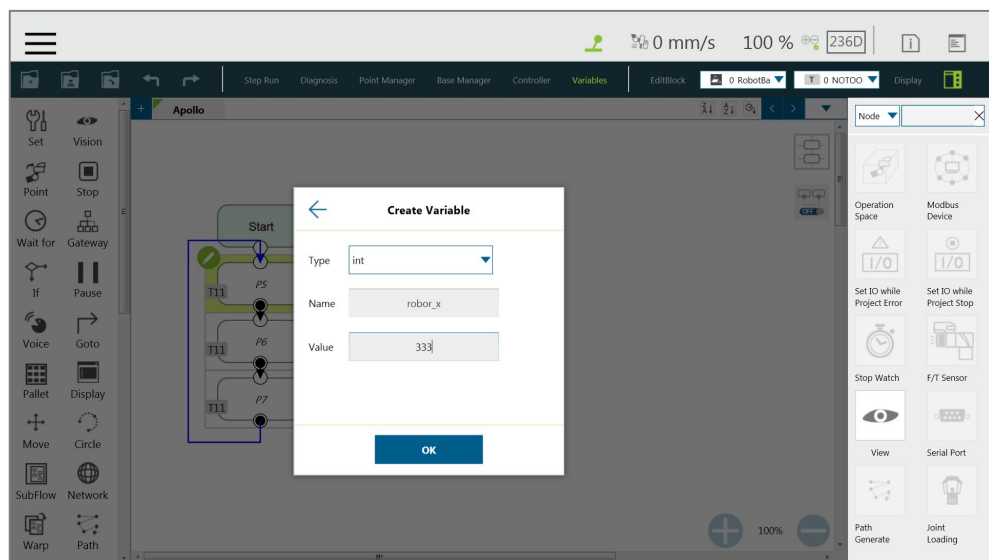 0 mm/s 100 % 236D
Step Run Diagnosis Point Manager Base Manager Controller Variables EditBlock 0 RobotBa T 0 NOTOO Display
+ Apollo
Node
Set Vision
Point Stop
Wait for Gateway
If Pause
Voice Goto
Pallet Display
Move Circle
SubFlow Network
Warp Path
Start
P5
T11
P6
T11
P7
T11
Create Variable
Type int
Name robor_x
Value 333
OK
OFF
100%
Operation Modbus
Space Device
I/O I/O
Set IO while Set IO while
Project Error Project Stop
Stop Watch F/T Sensor
View Serial Port
Path Joint
Generate Loading